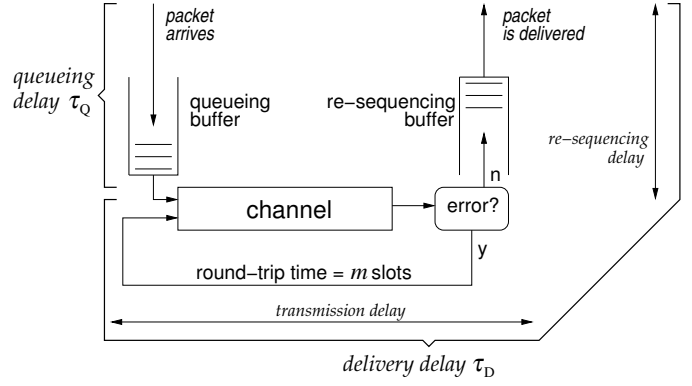 packet
arrives
packet
is delivered
queueing
delay τQ
queueing
buffer
re−sequencing
buffer
re−sequencing
delay
n
channel
error?
y
round−trip time = m slots
transmission delay
delivery delay τD